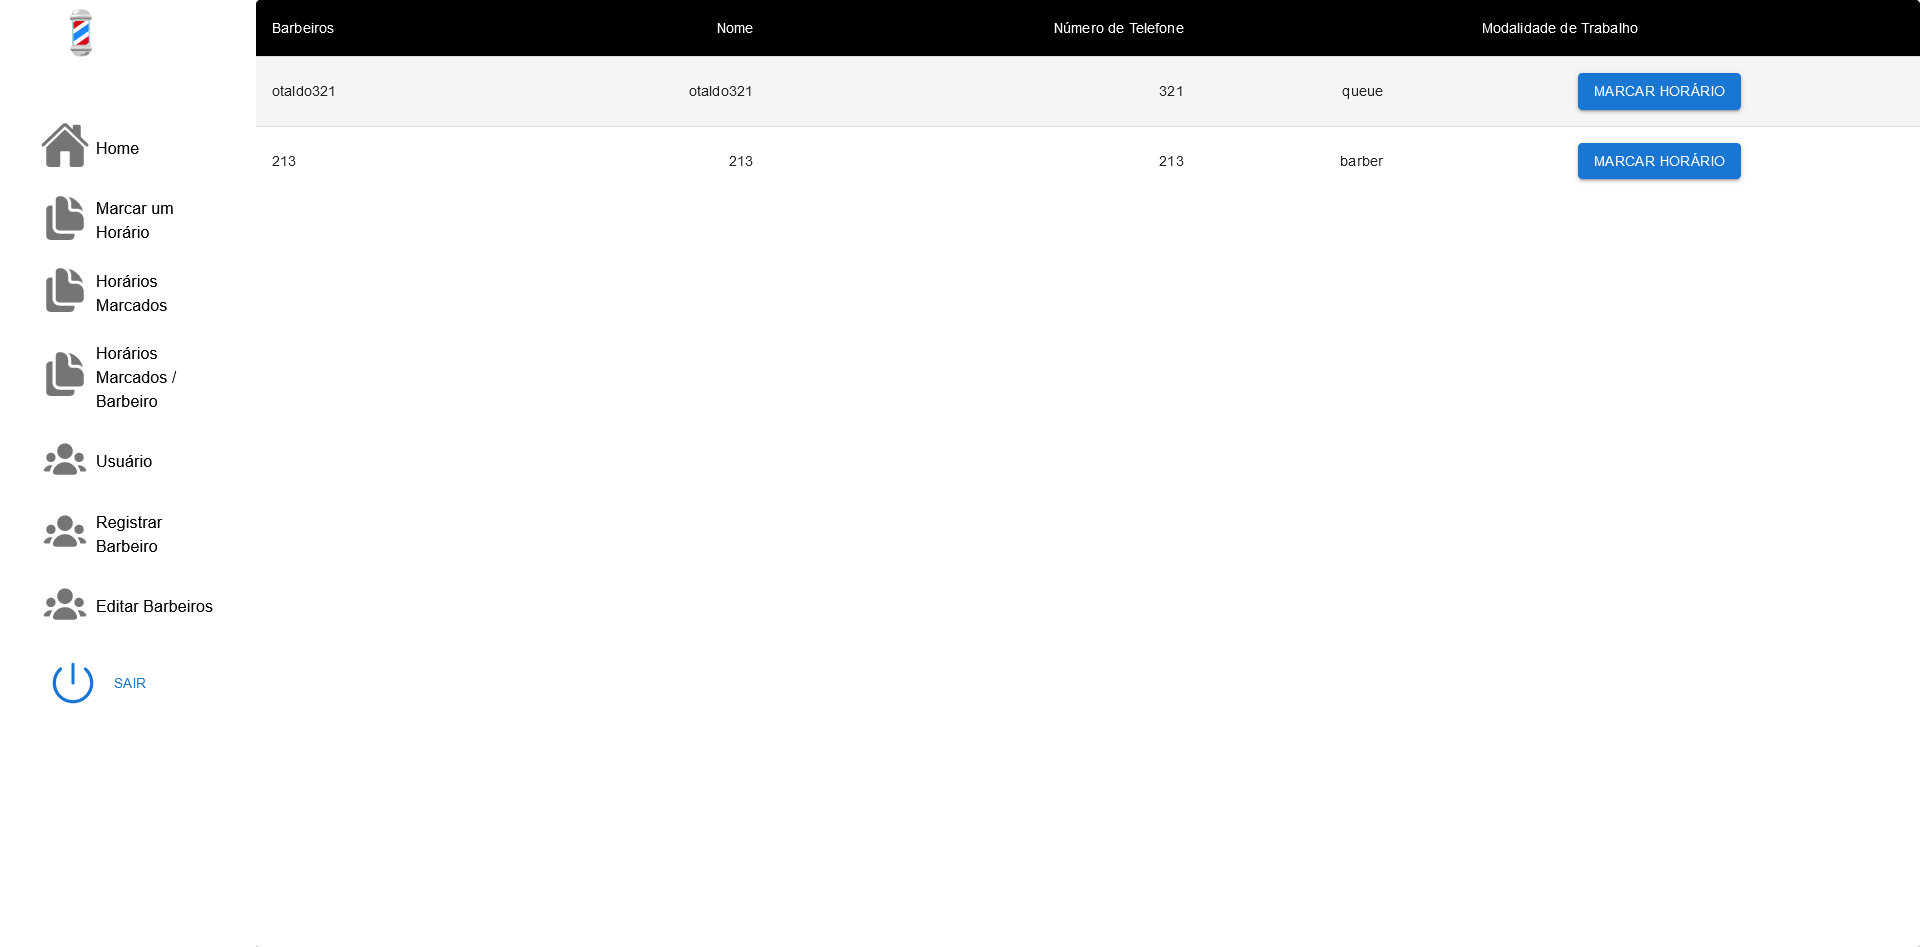 Barbeiros Nome Número de Telefone Modalidade de Trabalho
otaldo321 otaldo321 321 queue MARCAR HORÁRIO
213 213 213 barber MARCAR HORÁRIO
Home
Marcar um
Horário
Horários
Marcados
Horários
Marcados /
Barbeiro
Usuário
Registrar
Barbeiro
Editar Barbeiros
SAIR